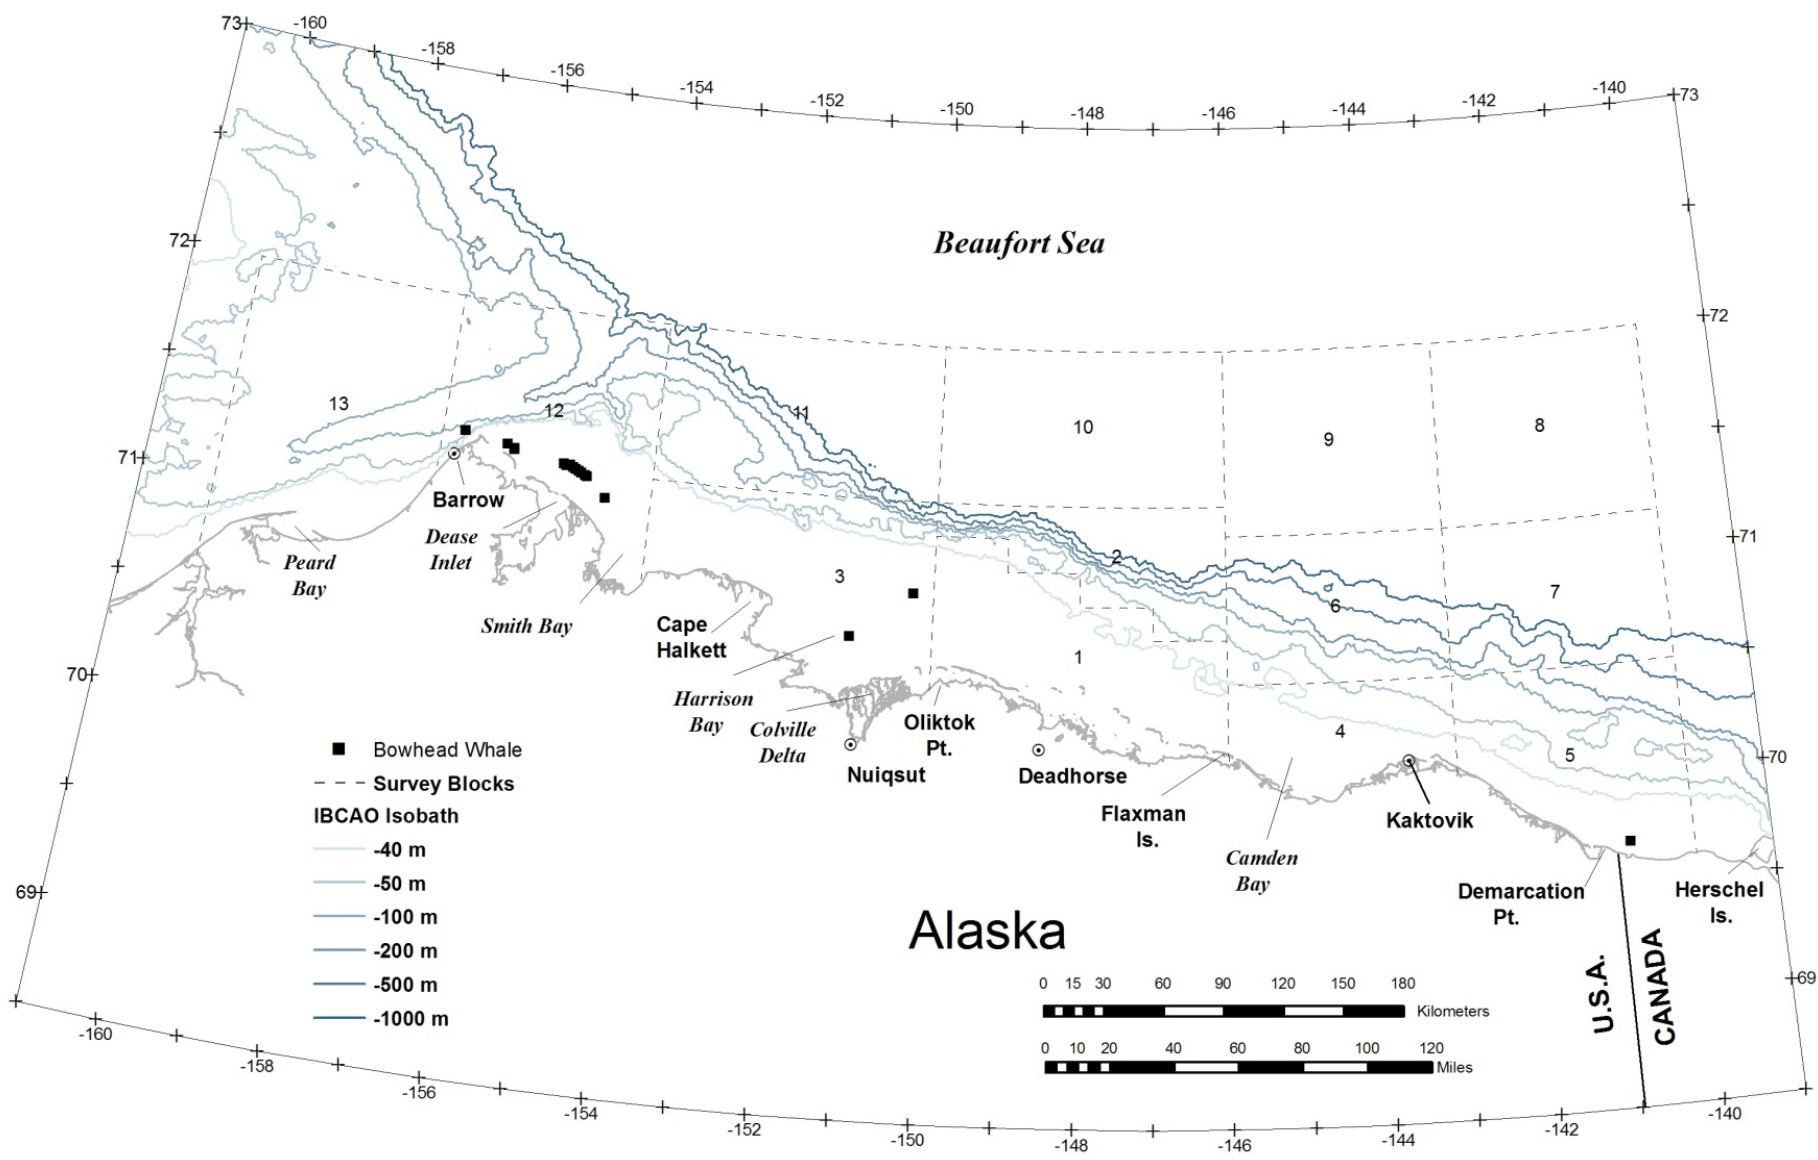 73
-160
-158
-156
-154
-152
-150
-148
-146
-144
-142
-140
73
Beaufort Sea
72
72
13
12
11
10
9
8
71
71
Barrow
Dease
Inlet
Peard
Bay
Smith Bay
Cape
Halkett
3
2
6
7
1
70
Harrison
Bay
Colville
Delta
Oliktok
Pt.
4
5
70
Nuiqsut
Deadhorse
Flaxman
Is.
Camden
Bay
Kaktovik
Demarcation
Pt.
Herschel
Is.
Bowhead Whale
Survey Blocks
IBCAO Isobath
-40 m
-50 m
-100 m
-200 m
-500 m
-1000 m
69
Alaska
U.S.A.
CANADA
69
0 15 30 60 90 120 150 180
Kilometers
0 10 20 40 60 80 100 120
Miles
-160
-158
-156
-154
-152
-150
-148
-146
-144
-142
-140